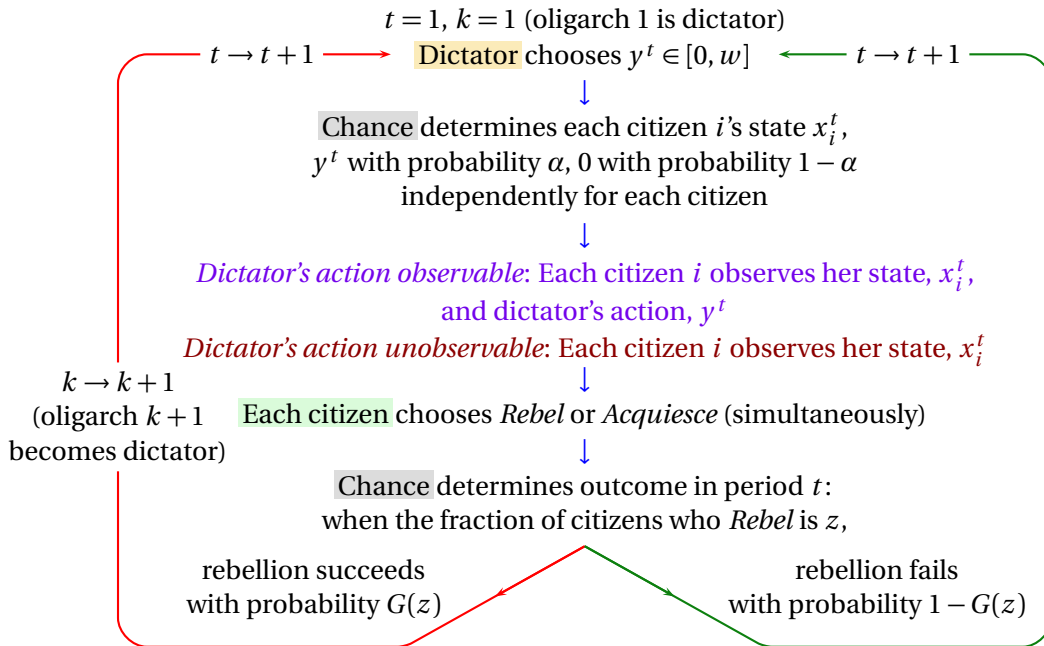 t = 1, k = 1 (oligarch 1 is dictator)
t → t + 1
Dictator chooses y^t ∈ [0, w]
t → t + 1
Chance determines each citizen i's state x_i^t,
y^t with probability α, 0 with probability 1 − α
independently for each citizen
Dictator's action observable: Each citizen i observes her state, x_i^t,
and dictator's action, y^t
Dictator's action unobservable: Each citizen i observes her state, x_i^t
k → k + 1
(oligarch k + 1
becomes dictator)
Each citizen chooses Rebel or Acquiesce (simultaneously)
Chance determines outcome in period t:
when the fraction of citizens who Rebel is z,
rebellion succeeds
with probability G(z)
rebellion fails
with probability 1 − G(z)